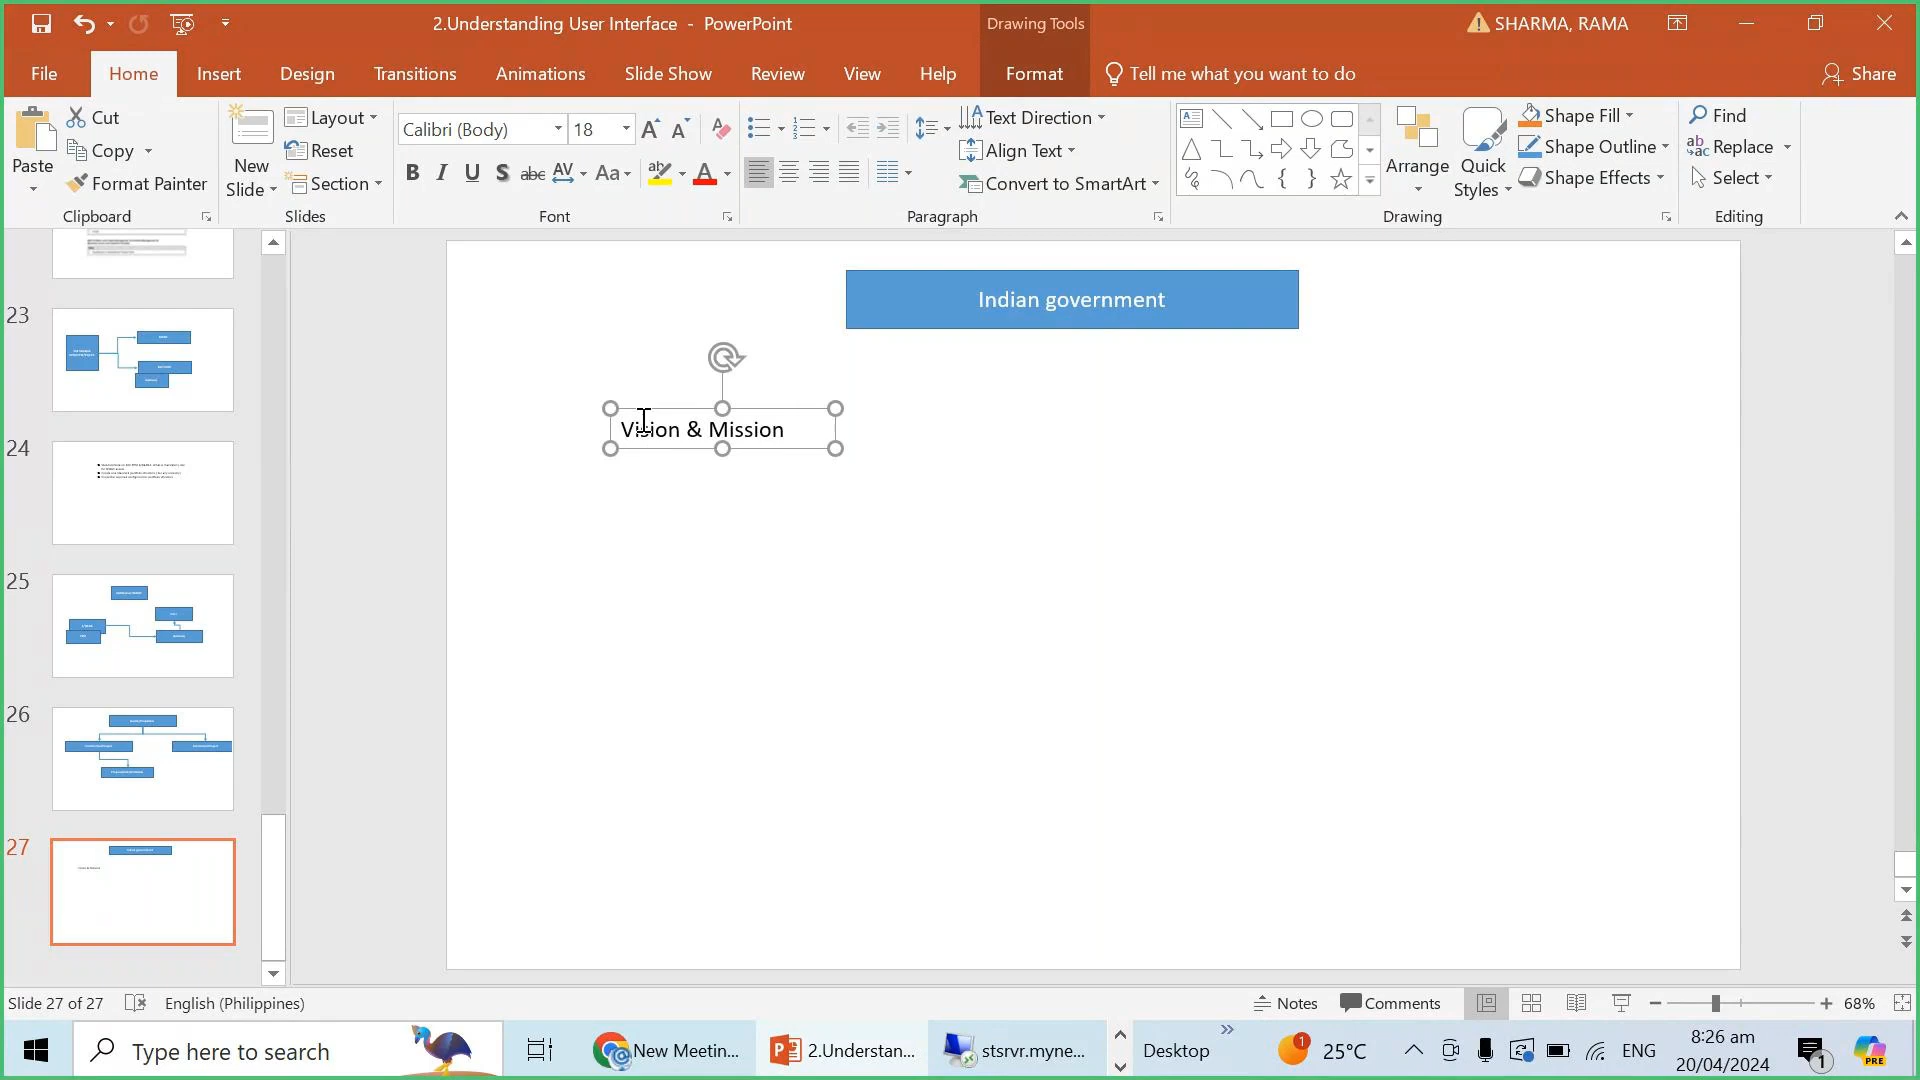 2.Understanding User Interface - PowerPoint
Drawing Tools
SHARMA, RAMA
File
Home
Insert
Design
Transitions
Animations
Slide Show
Review
View
Help
Format
Tell me what you want to do
Share
Paste
Cut
Copy
Format Painter
Clipboard
New Slide
Layout
Reset
Section
Slides
Calibri (Body)
18
B I U S abc AV Aa
Font
Text Direction
Align Text
Convert to SmartArt
Paragraph
Arrange
Quick Styles
Shape Fill
Shape Outline
Shape Effects
Drawing
Find
Replace
Select
Editing
23
24
25
26
27
Indian government
Vision & Mission
Slide 27 of 27
English (Philippines)
Notes
Comments
68%
Type here to search
New Meetin...
2.Understan...
stsrvr.myne...
Desktop
25°C
ENG
8:26 am
20/04/2024